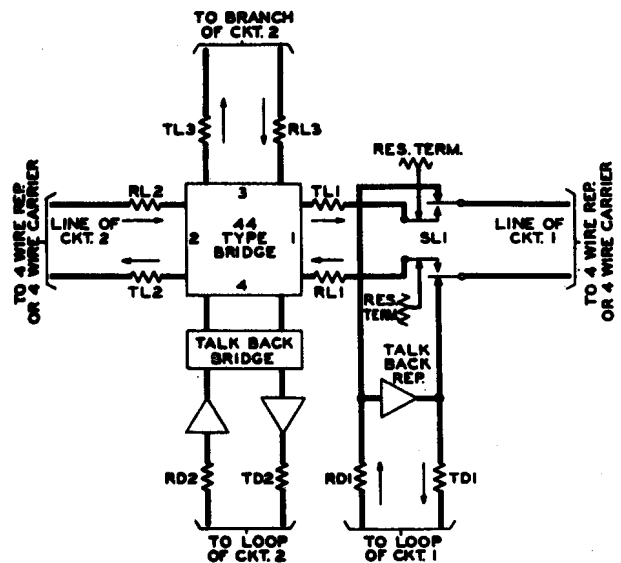 TO BRANCH
OF CKT. 2
TL3
RL3
RES. TERM.
TO 4 WIRE REP.
OR 4 WIRE CARRIER
RL2
LINE OF
CKT. 2
TL2
3
44
TYPE
BRIDGE
2
1
4
TL1
RL1
SL1
LINE OF
CKT. 1
TO 4 WIRE REP.
OR 4 WIRE CARRIER
RES.
TERM.
TALK BACK
BRIDGE
TALK
BACK
REP.
RD2
TD2
RD1
TD1
TO LOOP
OF CKT. 2
TO LOOP
OF CKT. 1